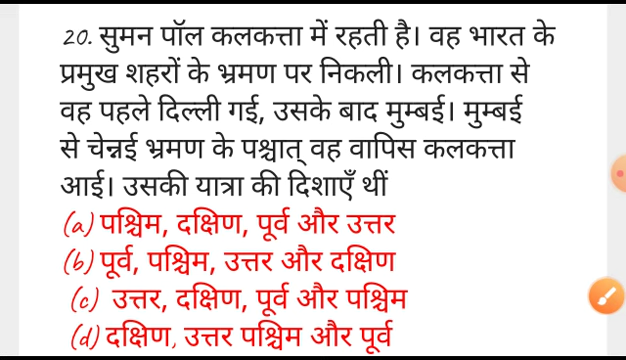 20. सुमन पॉल कलकत्ता में रहती है। वह भारत के
प्रमुख शहरों के भ्रमण पर निकली। कलकत्ता से
वह पहले दिल्ली गई, उसके बाद मुम्बई। मुम्बई
से चेन्नई भ्रमण के पश्चात् वह वापिस कलकत्ता
आई। उसकी यात्रा की दिशाएँ थीं
(a) पश्चिम, दक्षिण, पूर्व और उत्तर
(b) पूर्व, पश्चिम, उत्तर और दक्षिण
(c) उत्तर, दक्षिण, पूर्व और पश्चिम
(d) दक्षिण, उत्तर पश्चिम और पूर्व